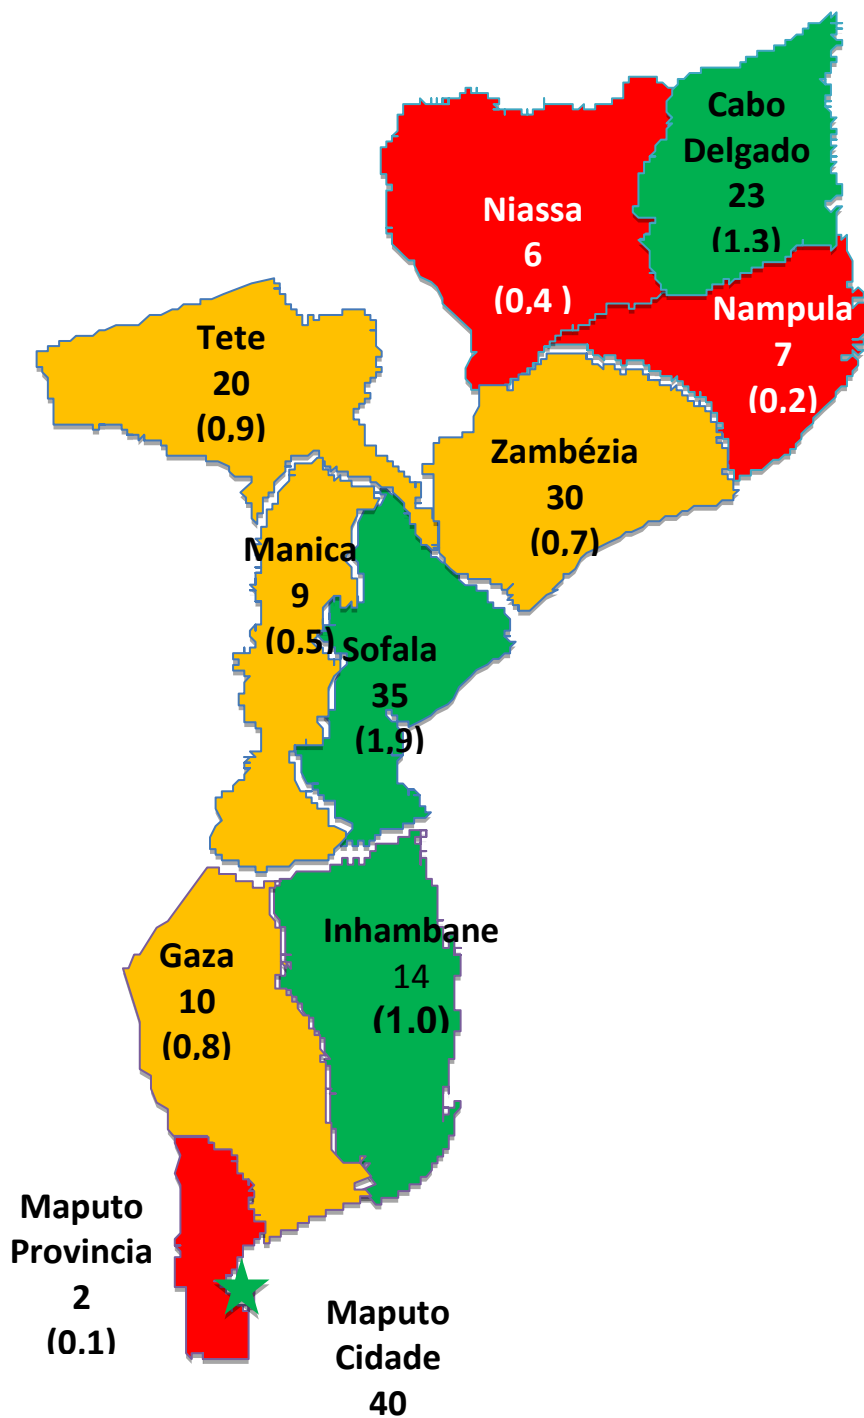 Cabo
Delgado
23
(1.3)
Niassa
6
(0,4 )
Nampula
7
(0,2)
Tete
20
(0,9)
Zambézia
30
(0,7)
Manica
9
(0.5)
Sofala
35
(1,9)
Inhambane
14
(1.0)
Gaza
10
(0,8)
Maputo
Provincia
2
(0.1)
Maputo
Cidade
40